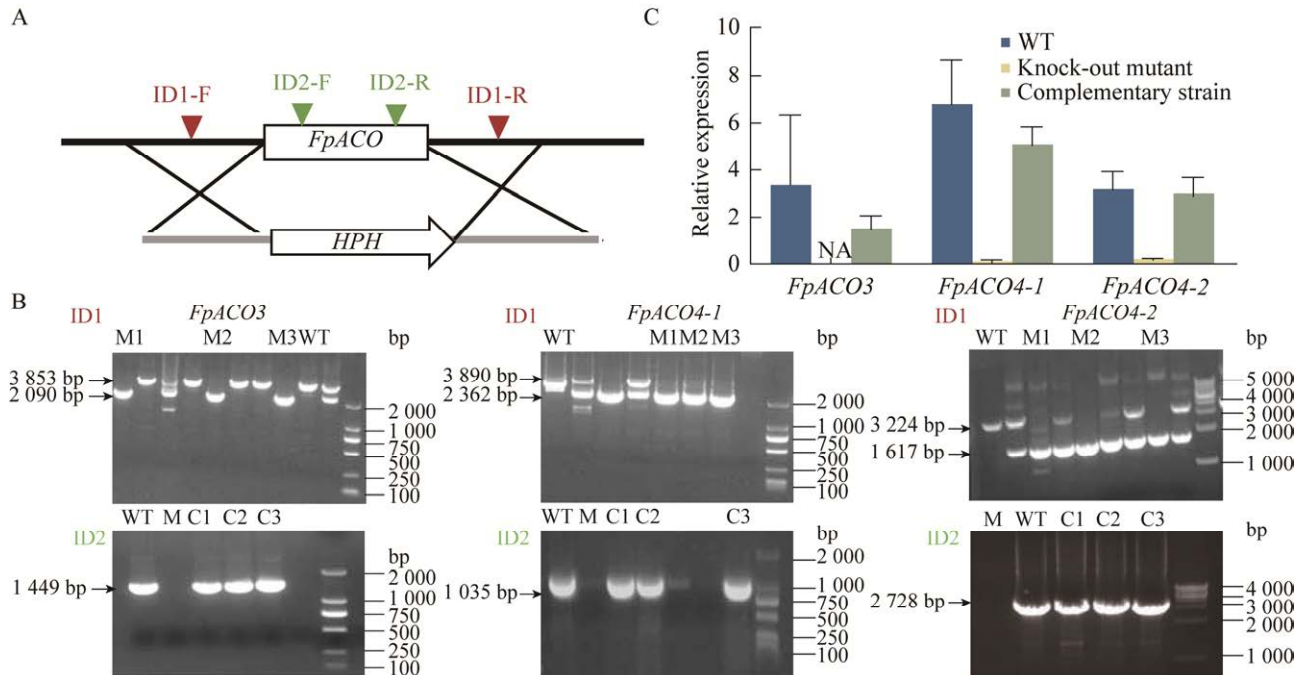 A
ID1-F
ID2-F
ID2-R
ID1-R
FpACO
HPH
C
10
8
6
4
2
0
Relative expression
WT
Knock-out mutant
Complementary strain
NA
FpACO3
FpACO4-1
FpACO4-2
B
ID1
FpACO3
M1 M2 M3 WT bp
3 853 bp
2 090 bp
2 000
1 000
750
500
250
100
ID1
FpACO4-1
WT M1 M2 M3 bp
3 890 bp
2 362 bp
2 000
1 000
750
500
250
100
ID1
FpACO4-2
WT M1 M2 M3 bp
3 224 bp
1 617 bp
5 000
3 000
2 000
1 000
ID2
WT M C1 C2 C3
bp
1 449 bp
2 000
1 000
750
500
250
100
ID2
WT M C1 C2 C3 bp
1 035 bp
2 000
1 000
750
500
250
100
ID2
M WT C1 C2 C3 bp
2 728 bp
4 000
3 000
2 000
1 000